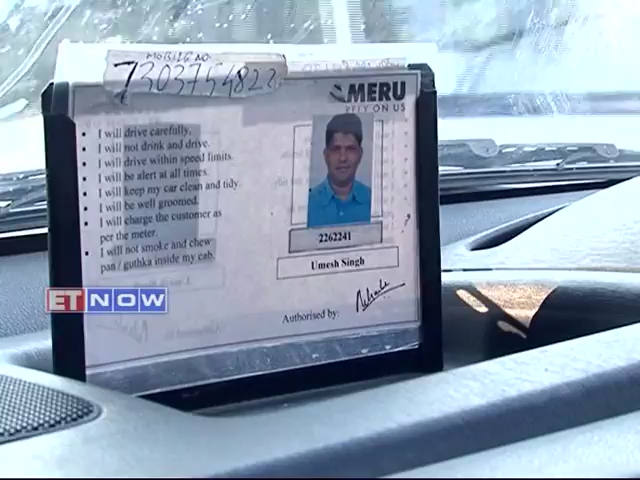 MOBILE NO.
7303754822
MERU
RELY ON US
I will drive carefully.
I will not drink and drive.
I will drive within speed limits.
I will be alert at all times.
I will keep my car clean and tidy.
I will be well groomed.
I will charge the customer as
per the meter.
I will not smoke and chew
pan / guthka inside my cab.
2262241
Umesh Singh
Authorised by:
ET NOW